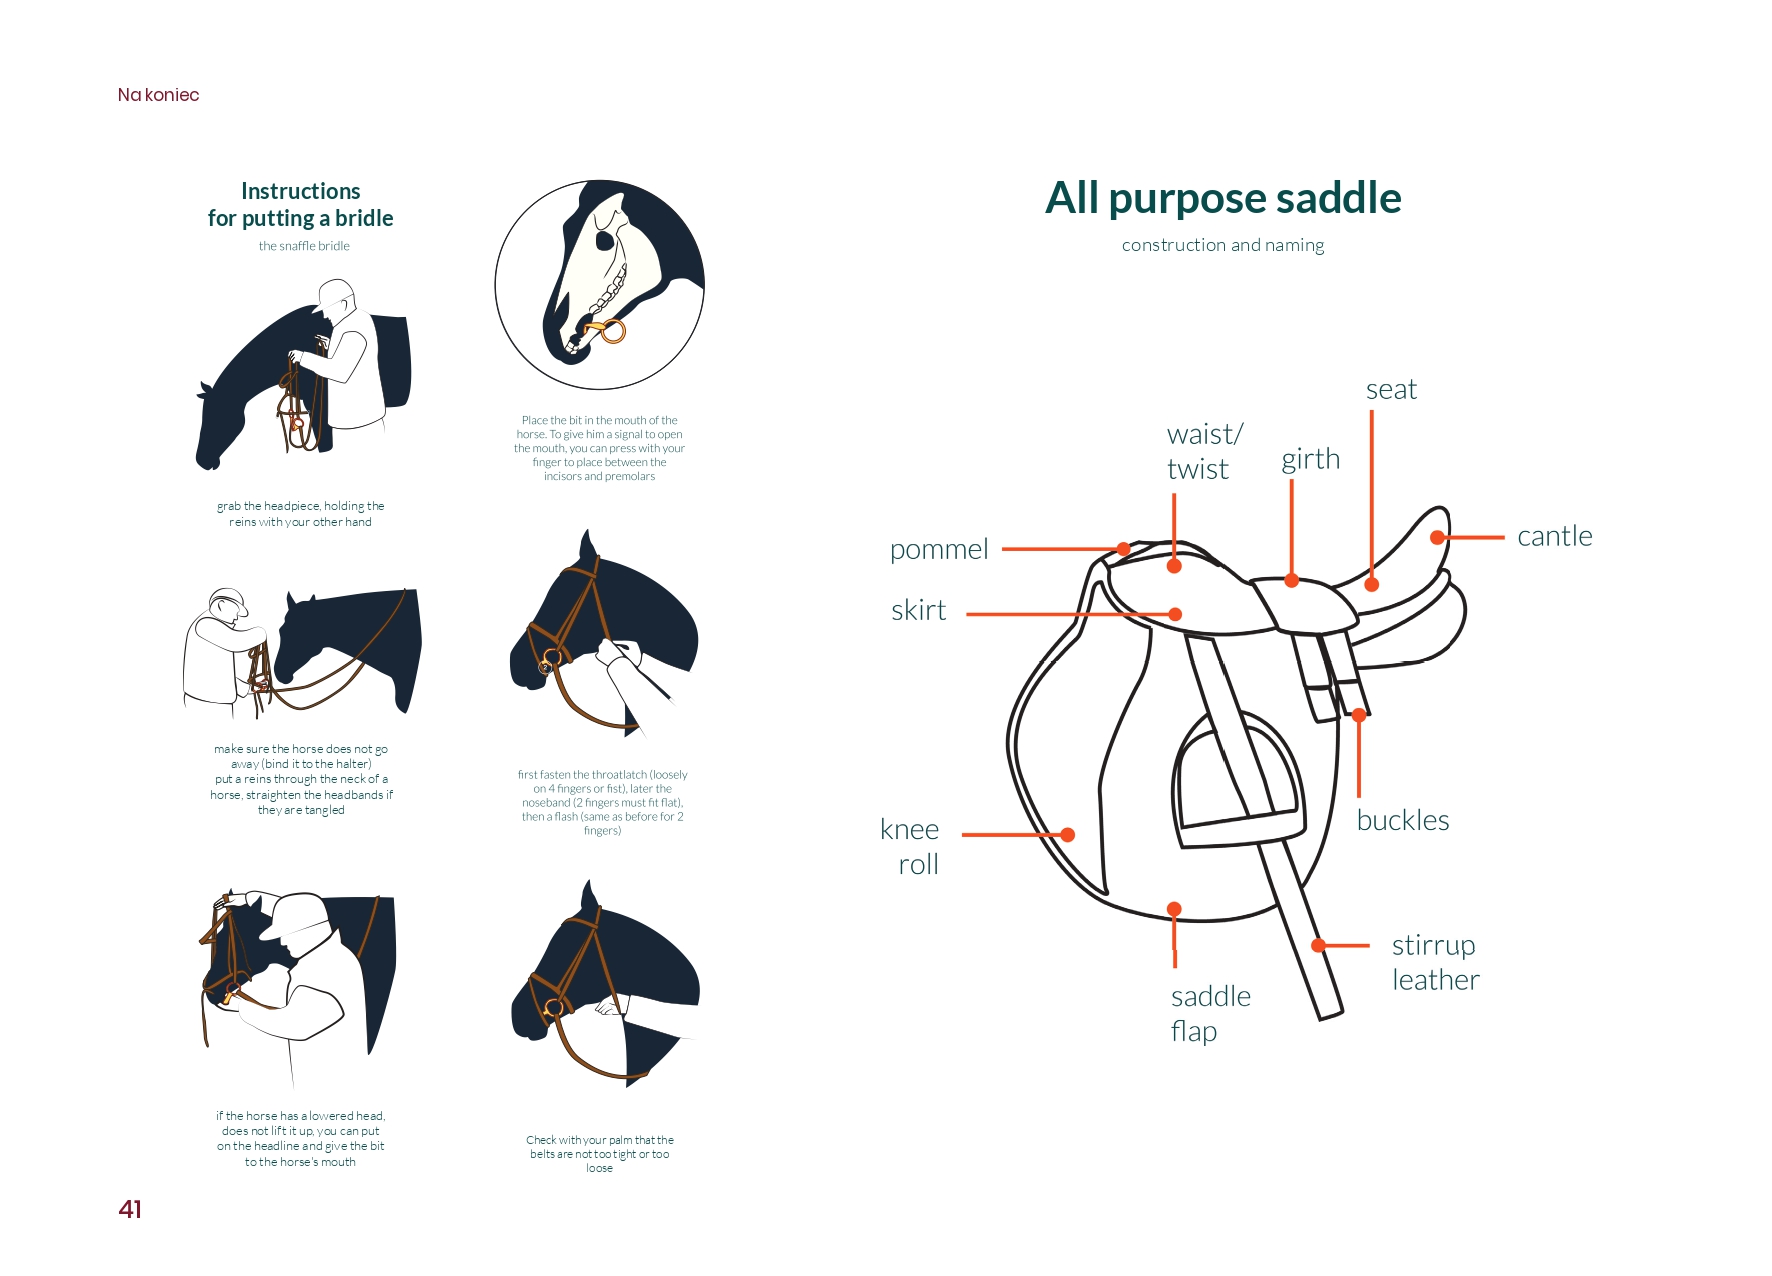 Na koniec
Instructions
for putting a bridle
the snaffle bridle
grab the headpiece, holding the
reins with your other hand
make sure the horse does not go
away (bind it to the halter)
put a reins through the neck of a
horse, straighten the headbands if
they are tangled
if the horse has a lowered head,
does not lift it up, you can put
on the headline and give the bit
to the horse's mouth
Place the bit in the mouth of the
horse. To give him a signal to open
the mouth, you can press with your
finger to place between the
incisors and premolars
first fasten the throatlatch (loosely
on 4 fingers or fist), later the
noseband (2 fingers must fit flat),
then a flash (same as before for 2
fingers)
Check with your palm that the
belts are not too tight or too
loose
All purpose saddle
construction and naming
seat
waist/
twist
girth
cantle
pommel
skirt
buckles
knee
roll
stirrup
leather
saddle
flap
41